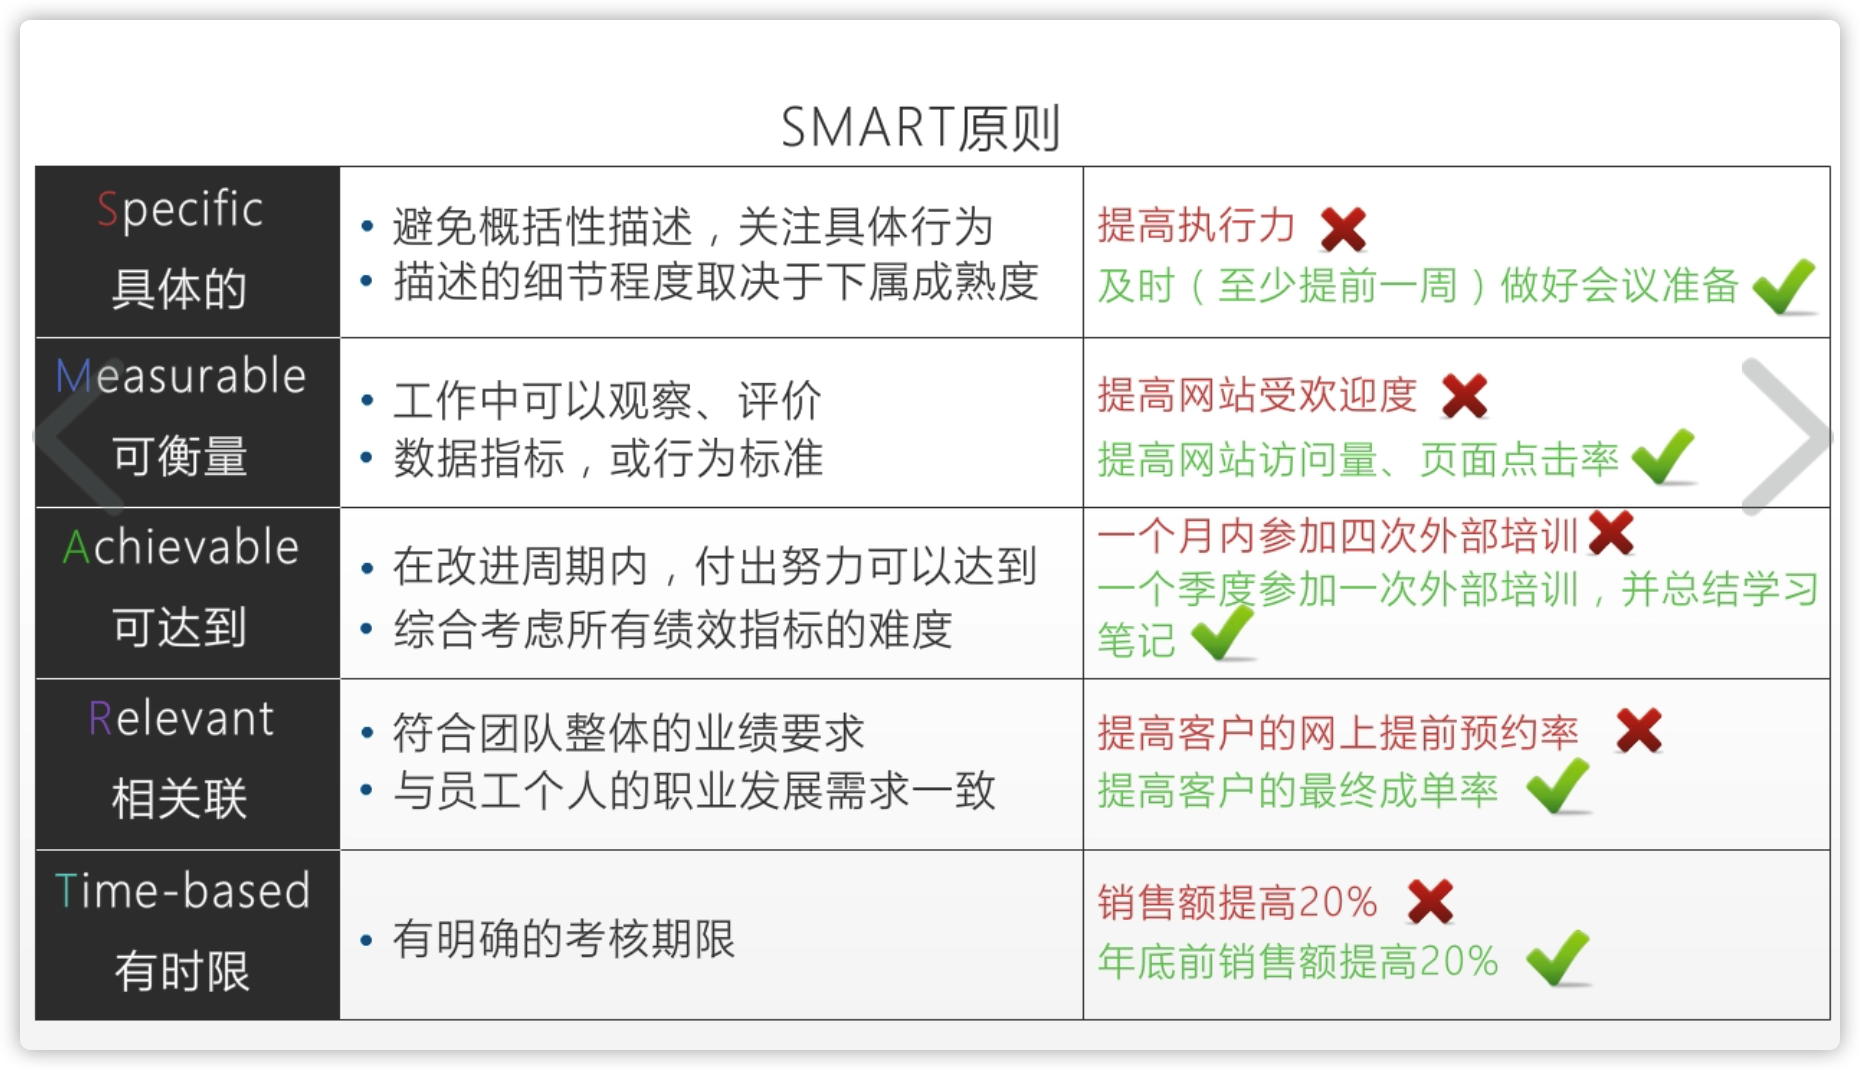 SMART原则
Specific
具体的
• 避免概括性描述，关注具体行为
• 描述的细节程度取决于下属成熟度
提高执行力
及时（至少提前一周）做好会议准备
Measurable
可衡量
• 工作中可以观察、评价
• 数据指标，或行为标准
提高网站受欢迎度
提高网站访问量、页面点击率
Achievable
可达到
• 在改进周期内，付出努力可以达到
• 综合考虑所有绩效指标的难度
一个月内参加四次外部培训
一个季度参加一次外部培训，并总结学习
笔记
Relevant
相关联
• 符合团队整体的业绩要求
• 与员工个人的职业发展需求一致
提高客户的网上提前预约率
提高客户的最终成单率
Time-based
有时限
• 有明确的考核期限
销售额提高20%
年底前销售额提高20%